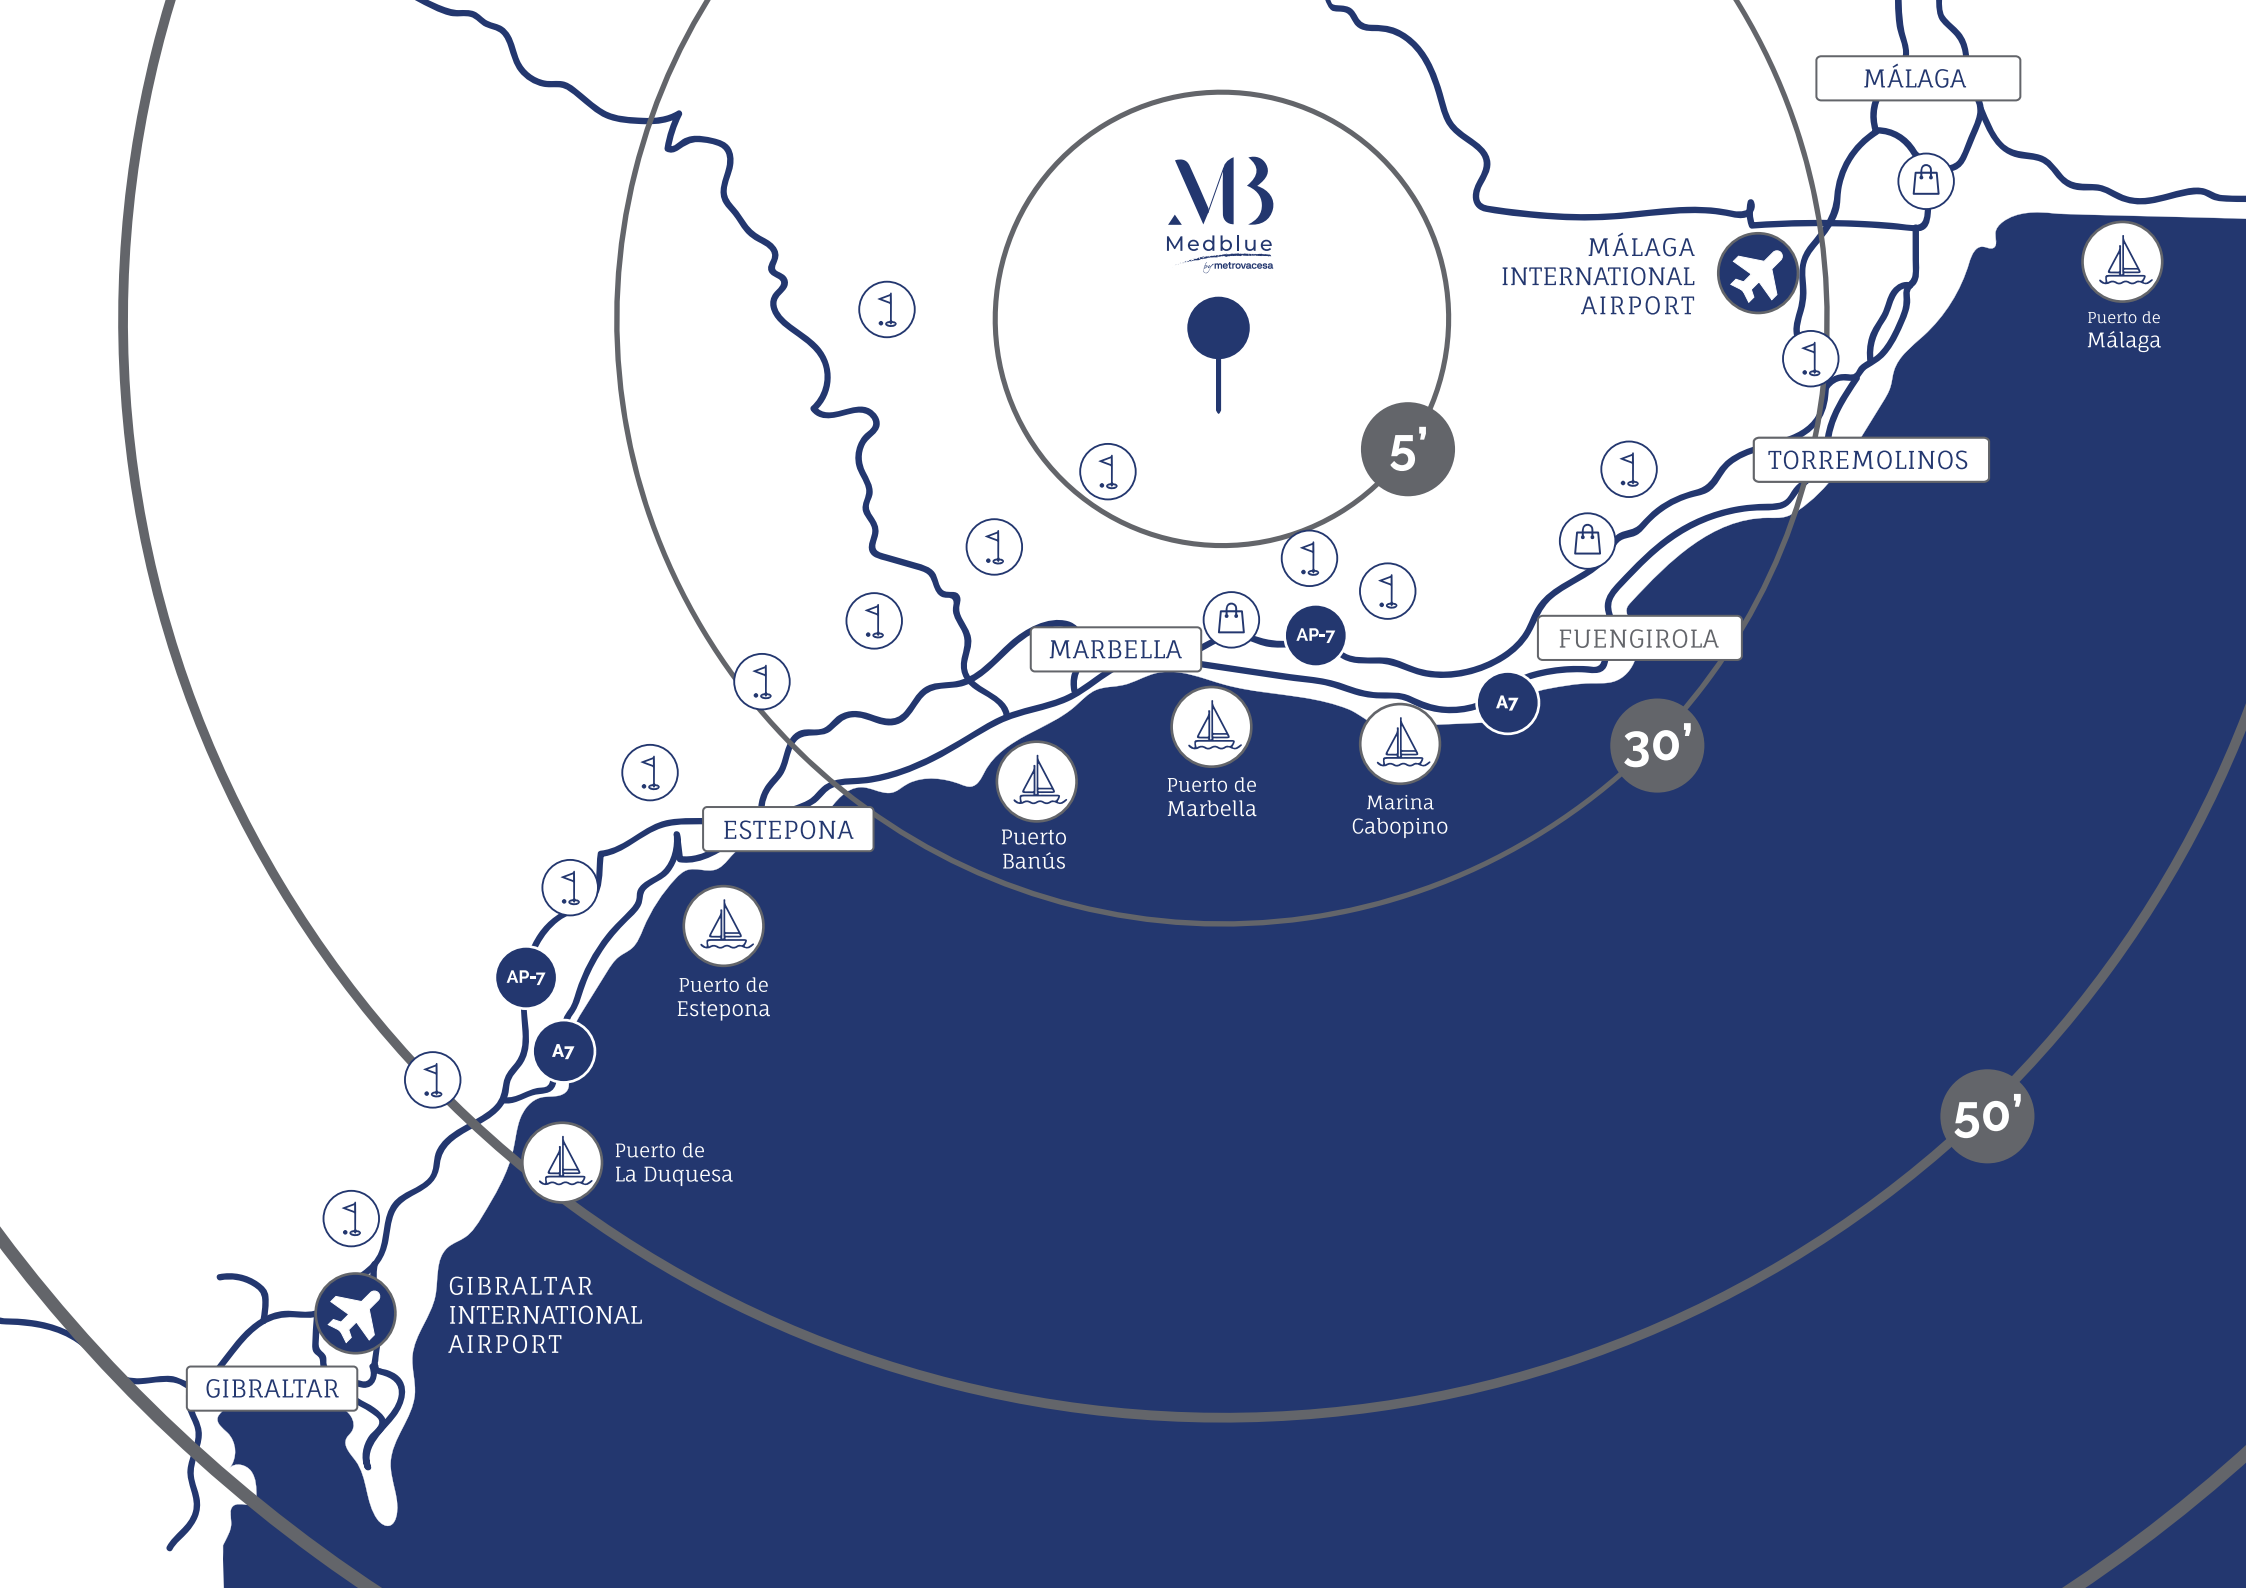 MÁLAGA
MB
Medblue
by metrovacesa
MÁLAGA
INTERNATIONAL
AIRPORT
Puerto de
Málaga
5’
TORREMOLINOS
AP-7
MARBELLA
FUENGIROLA
A7
Puerto de
Marbella
Marina
Cabopino
30’
Puerto
Banús
ESTEPONA
Puerto de
Estepona
AP-7
A7
50’
Puerto de
La Duquesa
GIBRALTAR
INTERNATIONAL
AIRPORT
GIBRALTAR